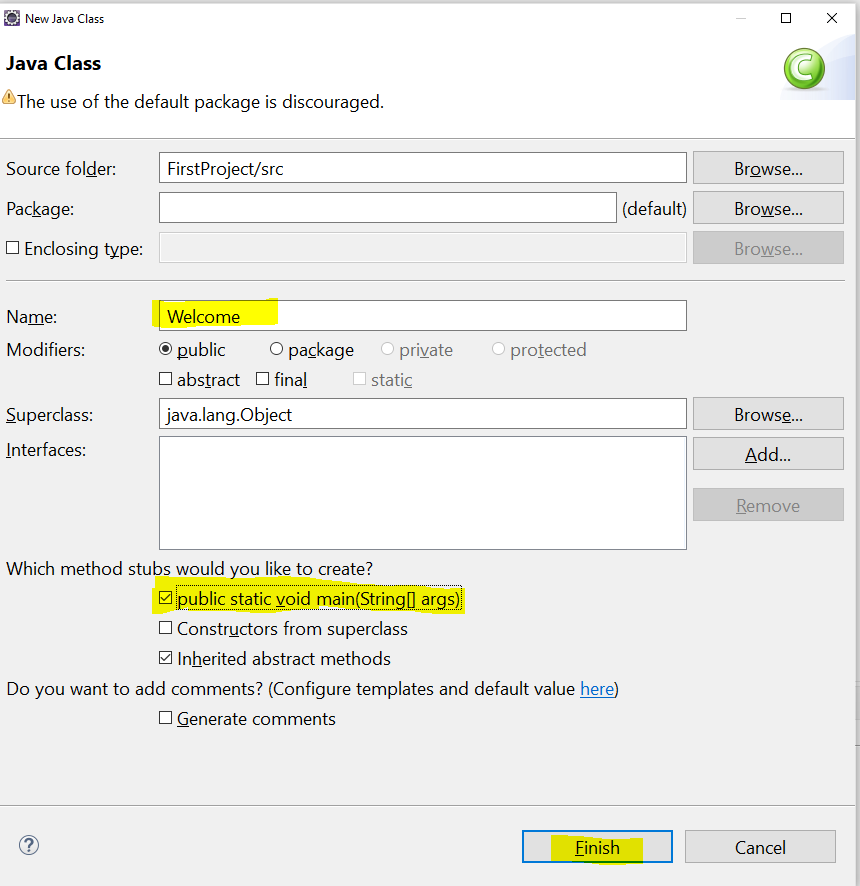 New Java Class
Java Class
The use of the default package is discouraged.
Source folder: FirstProject/src Browse...
Package: (default) Browse...
Enclosing type: Browse...
Name: Welcome
Modifiers: public package private protected
abstract final static
Superclass: java.lang.Object Browse...
Interfaces: Add...
Remove
Which method stubs would you like to create?
public static void main(String[] args)
Constructors from superclass
Inherited abstract methods
Do you want to add comments? (Configure templates and default value here)
Generate comments
? Finish Cancel